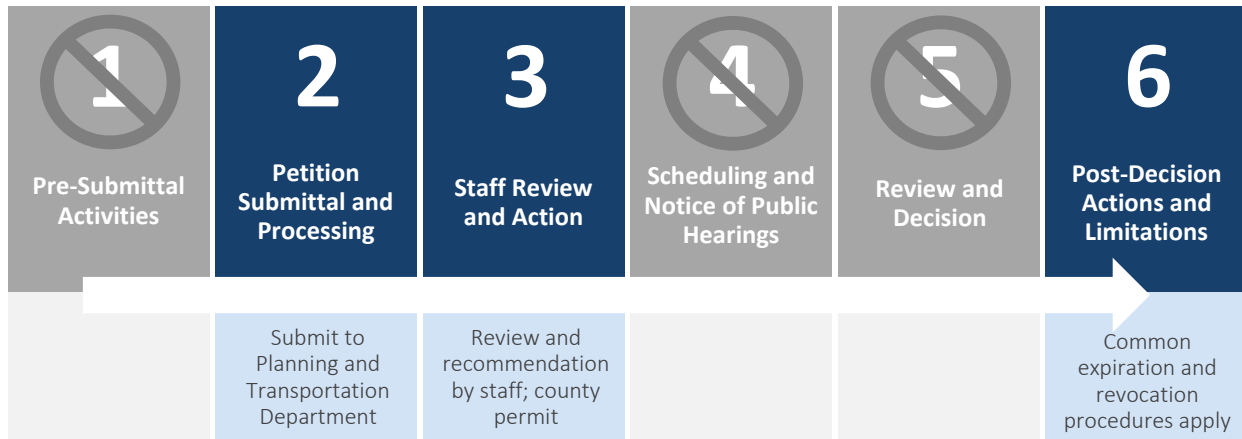 1
Pre-Submittal
Activities
2
Petition
Submittal and
Processing
Submit to
Planning and
Transportation
Department
3
Staff Review
and Action
Review and
recommendation
by staff; county
permit
4
Scheduling and
Notice of Public
Hearings
5
Review and
Decision
6
Post-Decision
Actions and
Limitations
Common
expiration and
revocation
procedures apply